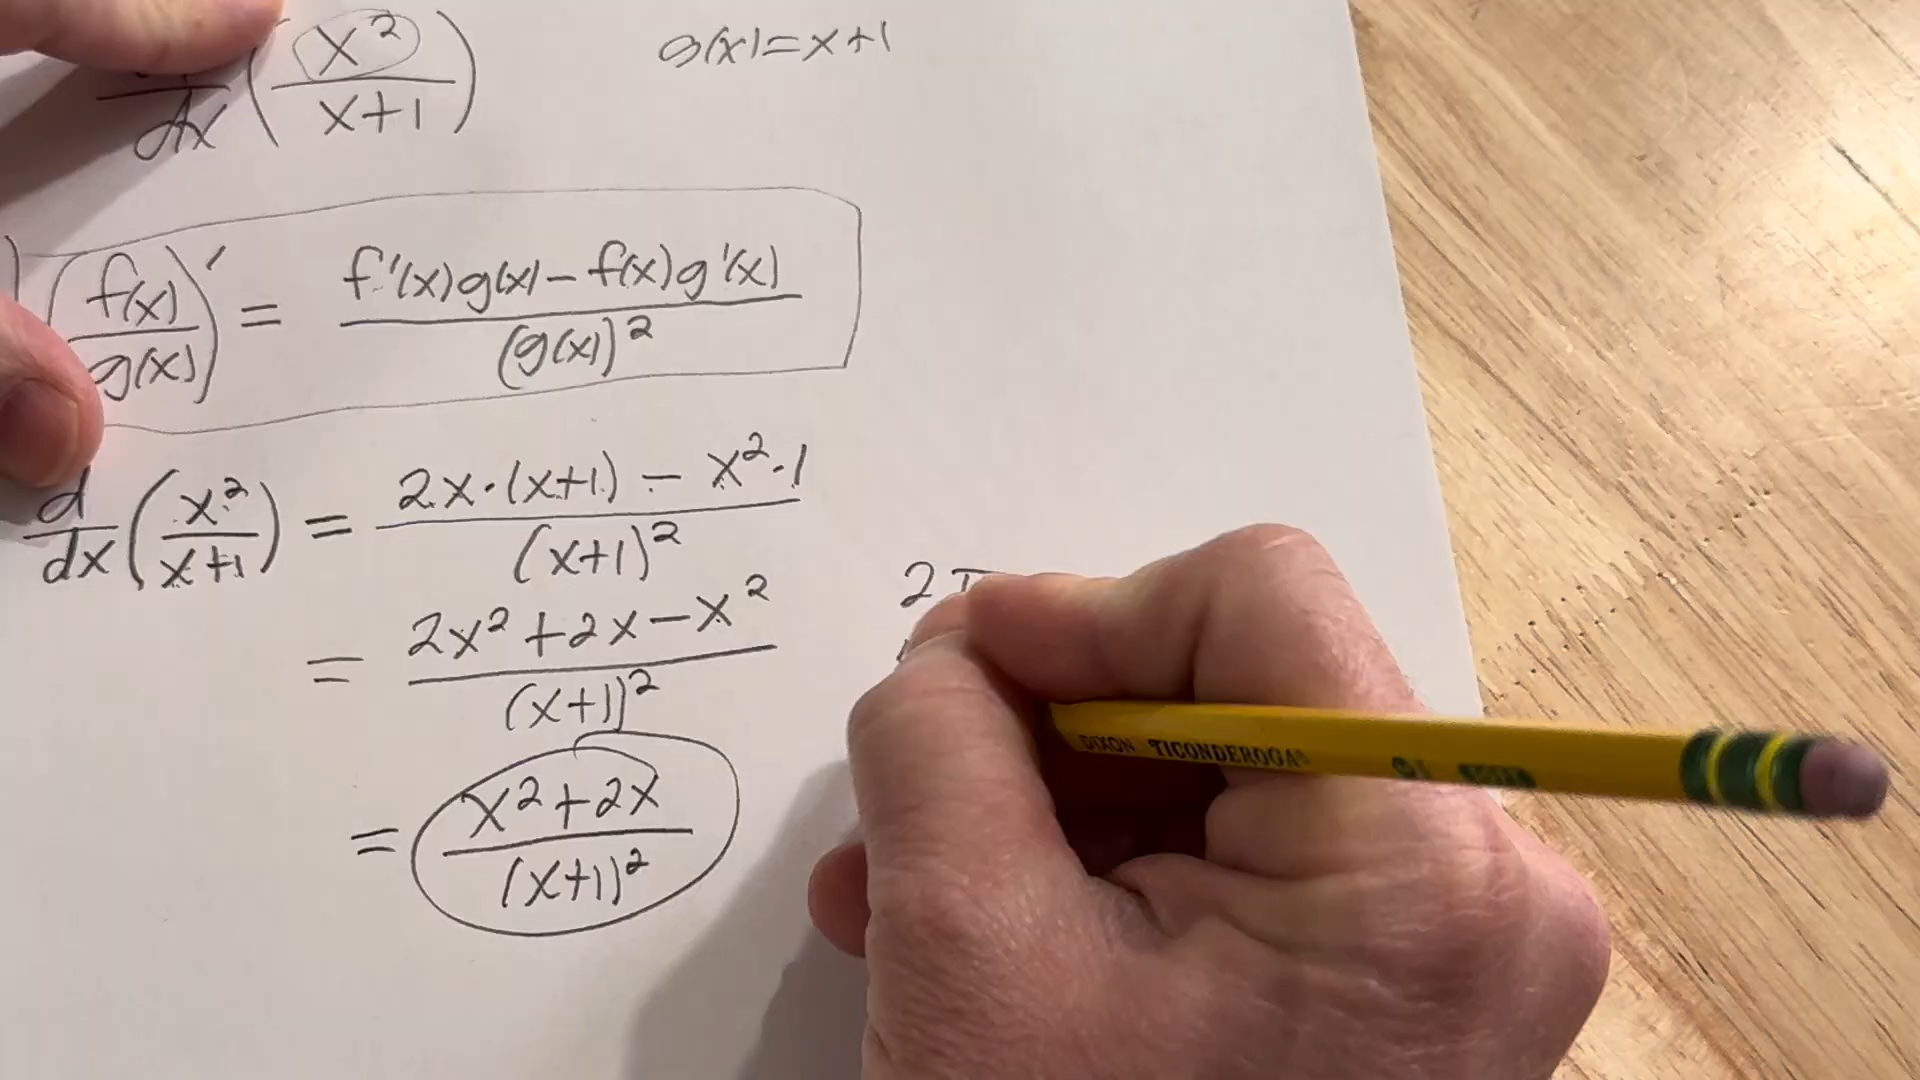 d/dx (x²/(x+1))
g(x)=x+1
(f(x)/g(x))' = (f'(x)g(x) - f(x)g'(x))/(g(x))²
d/dx (x²/(x+1)) = (2x·(x+1) - x²·1)/(x+1)²
= (2x² + 2x - x²)/(x+1)²
2
= (x² + 2x)/(x+1)²
DIXON TICONDEROGA